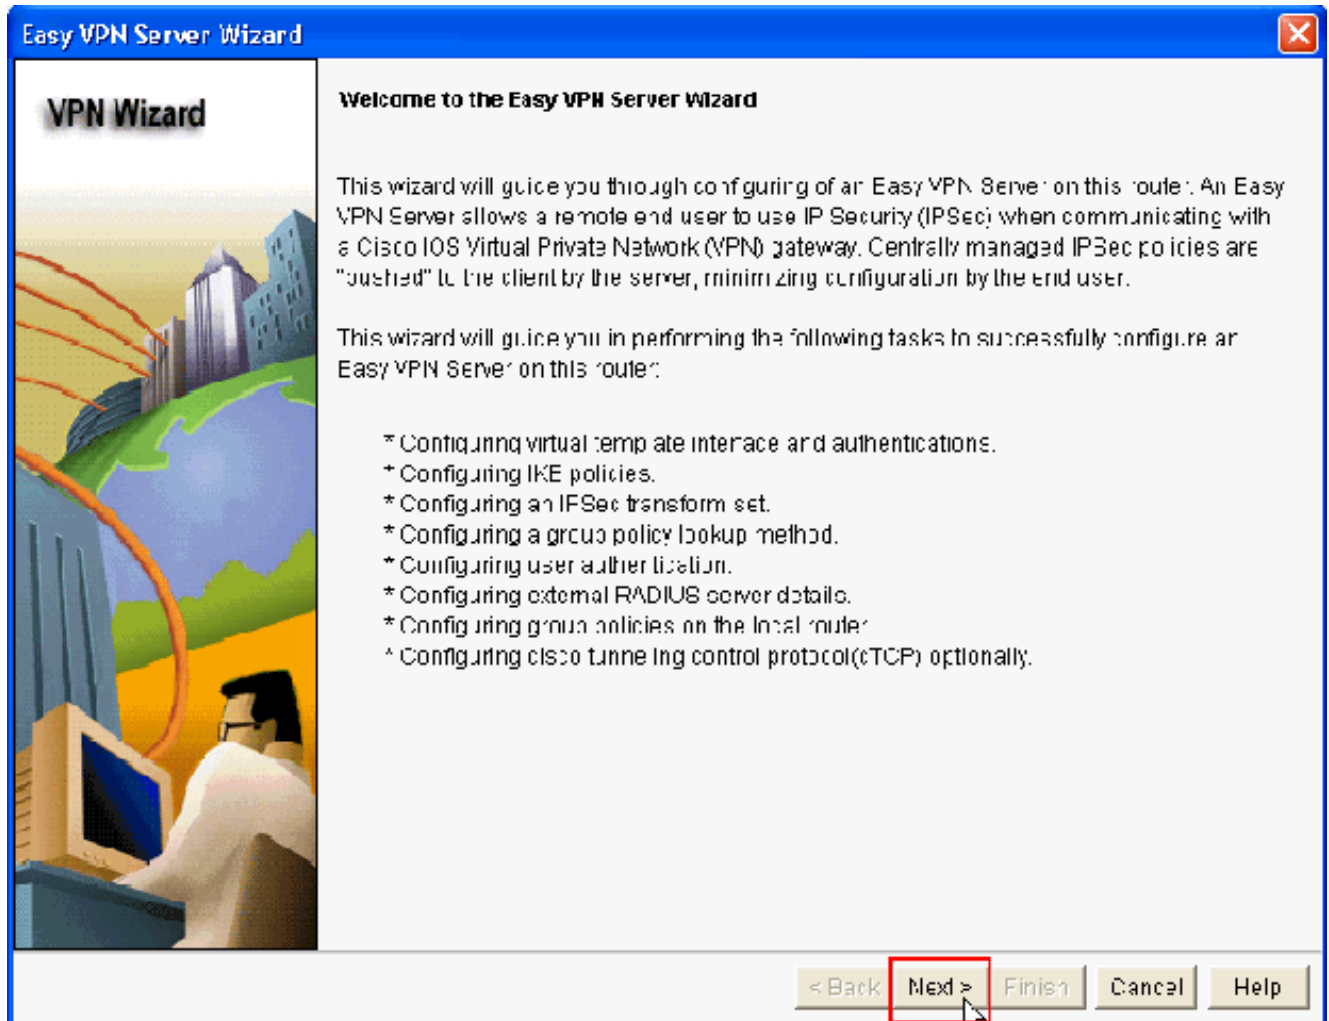 Easy VPN Server Wizard
VPN Wizard
Welcome to the Easy VPN Server Wizard
This wizard will guide you through configuring of an Easy VPN Server on this router. An Easy
VPN Server allows a remote end user to use IP Security (IPSec) when communicating with
a Cisco IOS Virtual Private Network (VPN) gateway. Centrally managed IPSec policies are
"pushed" to the client by the server, minimizing configuration by the end user.
This wizard will guide you in performing the following tasks to successfully configure an
Easy VPN Server on this router:
* Configuring virtual template interface and authentications.
* Configuring IKE policies.
* Configuring an IPSec transform set.
* Configuring a group policy lookup method.
* Configuring user authentication.
* Configuring external RADIUS server details.
* Configuring group policies on the local router
* Configuring cisco tunneling control protocol(cTCP) optionally.
< Back
Next >
Finish
Cancel
Help